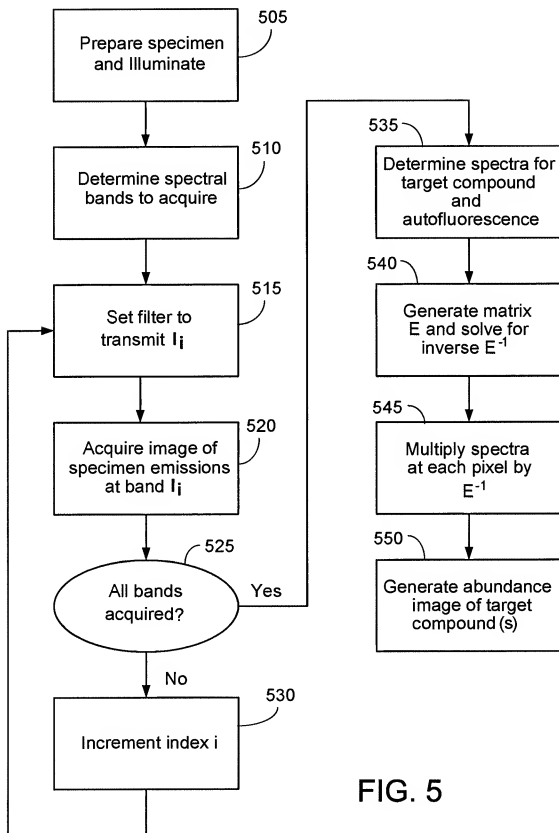 505
Prepare specimen
and Illuminate
510
Determine spectral
bands to acquire
515
Set filter to
transmit Ii
520
Acquire image of
specimen emissions
at band Ii
525
All bands
acquired?
Yes
No
530
Increment index i
535
Determine spectra for
target compound
and
autofluorescence
540
Generate matrix
E and solve for
inverse E⁻¹
545
Multiply spectra
at each pixel by
E⁻¹
550
Generate abundance
image of target
compound (s)
FIG. 5